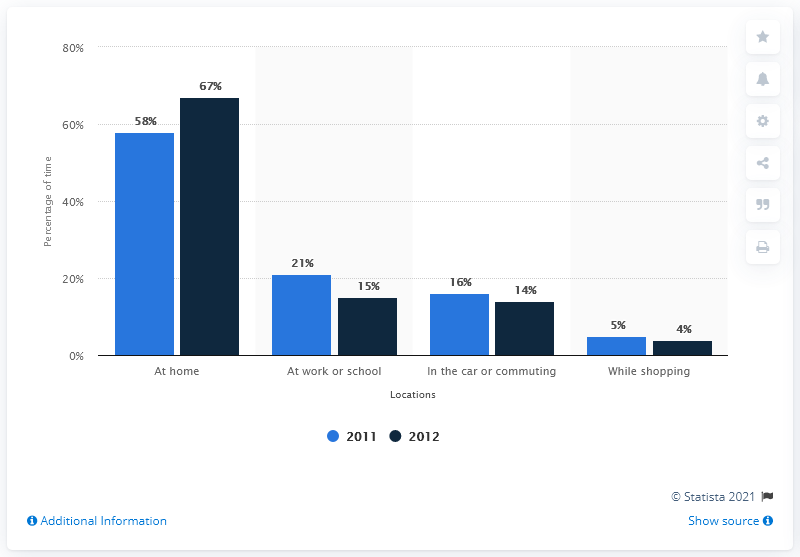 80%
67%
58%
60%
Percentage of time
40%
21%
20%
15%
16%
14%
5%
4%
0%
At home
At work or school
In the car or commuting
While shopping
Locations
2011
2012
© Statista 2021
Additional Information
Show source